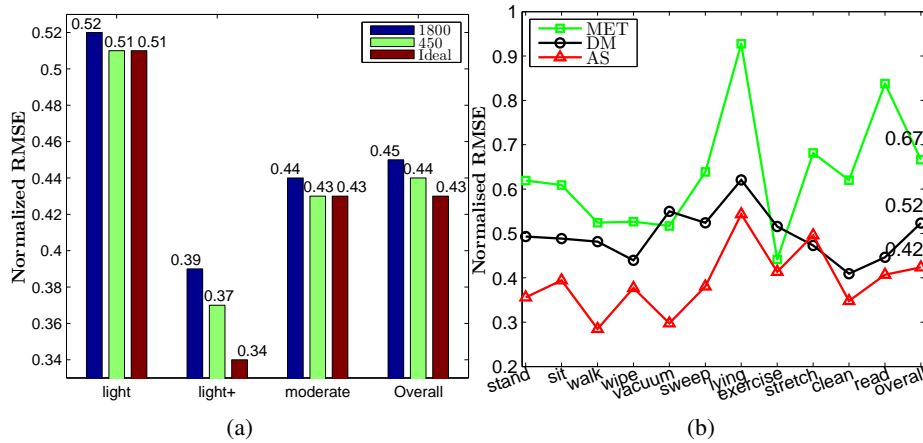 0.52
0.5
0.48
0.46
0.44
0.42
0.4
0.38
0.36
0.34
Normalized RMSE
1800
450
Ideal
0.52
0.51
0.51
0.39
0.37
0.34
0.44
0.43
0.43
0.45
0.44
0.43
light
light+
moderate
Overall
(a)
1
0.9
0.8
0.7
0.6
0.5
0.4
0.3
0.2
Normalised RMSE
MET
DM
AS
0.67
0.52
0.42
stand
sit
walk
wipe
vacuum
sweep
lying
exercise
stretch
clean
read
overall
(b)